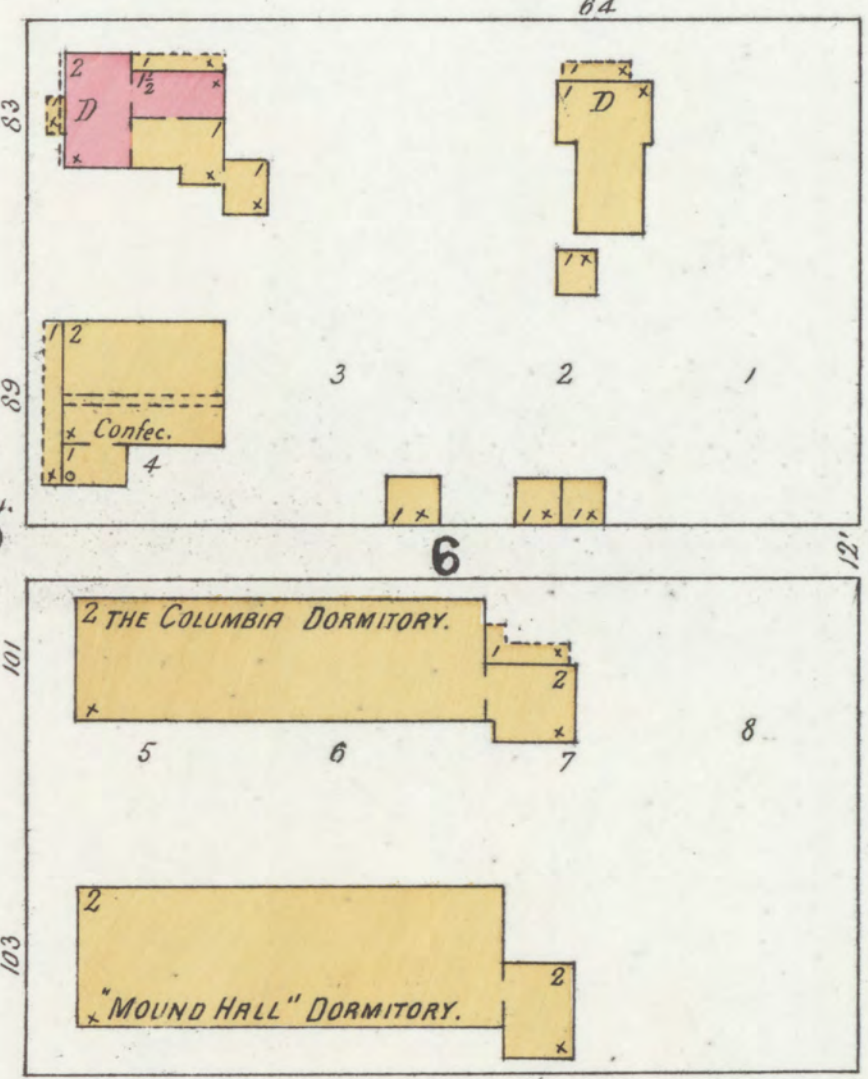 64
83
2
D
x
1
x
1½
x
1
x
1
x
x
1
x
D
1
x
89
1
2
3
2
1
x
Confec.
1
4
x
o
1 x
1 x
1 x
6
12'
101
2 THE COLUMBIA DORMITORY.
1
x
2
x
x
5
6
7
8
103
2
2
x "MOUND HALL" DORMITORY.
x